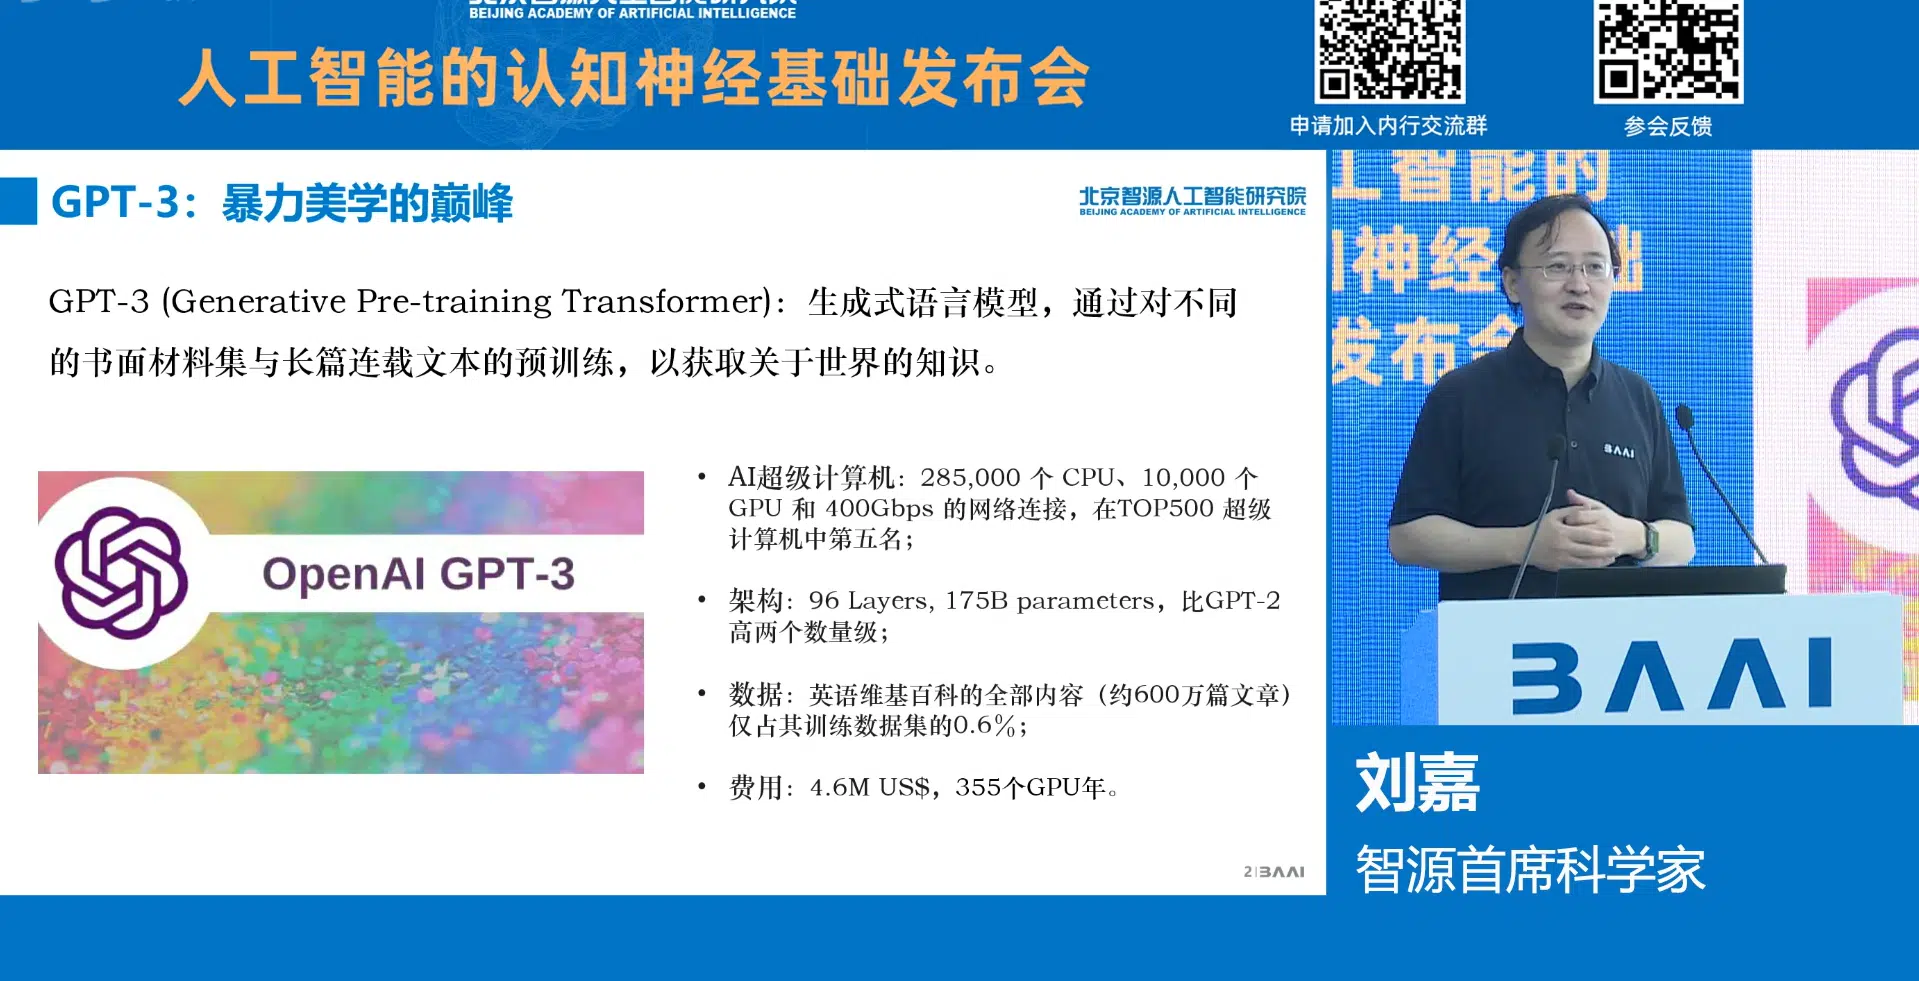 BEIJING ACADEMY OF ARTIFICIAL INTELLIGENCE
人工智能的认知神经基础发布会
申请加入内行交流群
参会反馈
GPT-3：暴力美学的巅峰
北京智源人工智能研究院
BEIJING ACADEMY OF ARTIFICIAL INTELLIGENCE
GPT-3 (Generative Pre-training Transformer)：生成式语言模型，通过对不同
的书面材料集与长篇连载文本的预训练，以获取关于世界的知识。
OpenAI GPT-3
• AI超级计算机：285,000 个 CPU、10,000 个
GPU 和 400Gbps 的网络连接，在TOP500 超级
计算机中第五名；
• 架构：96 Layers, 175B parameters，比GPT-2
高两个数量级；
• 数据：英语维基百科的全部内容（约600万篇文章）
仅占其训练数据集的0.6%；
• 费用：4.6M US$，355个GPU年。
2|BAAI
工智能的
神经 础
发布会
BAAI
BAAI
刘嘉
智源首席科学家